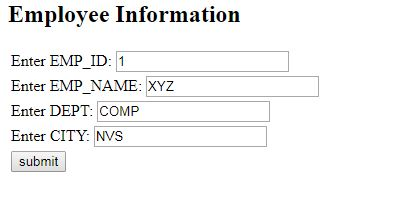 Employee Information
Enter EMP_ID: 1
Enter EMP_NAME: XYZ
Enter DEPT: COMP
Enter CITY: NVS
submit